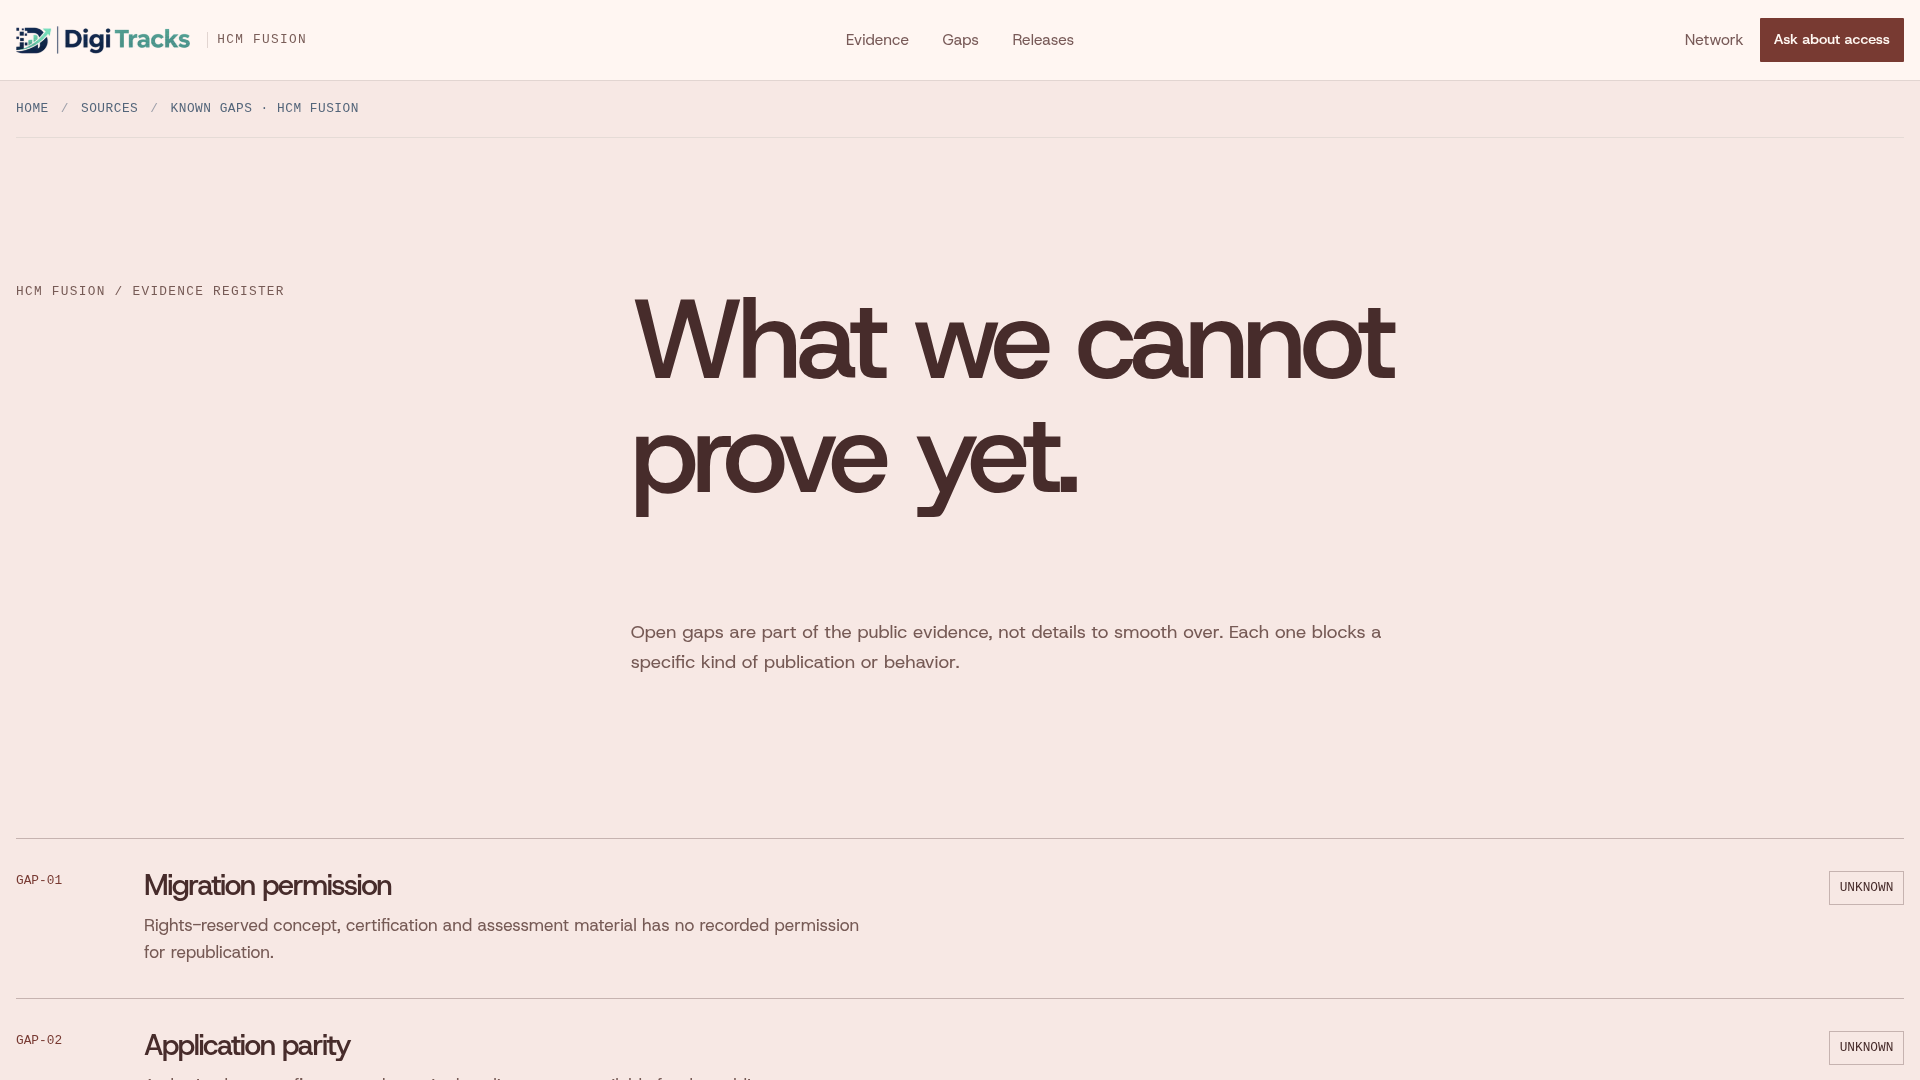 Digi Tracks
HCM FUSION
Evidence
Gaps
Releases
Network
Ask about access
HOME / SOURCES / KNOWN GAPS · HCM FUSION
HCM FUSION / EVIDENCE REGISTER
What we cannot
prove yet.
Open gaps are part of the public evidence, not details to smooth over. Each one blocks a
specific kind of publication or behavior.
GAP-01
Migration permission
UNKNOWN
Rights-reserved concept, certification and assessment material has no recorded permission
for republication.
GAP-02
Application parity
UNKNOWN